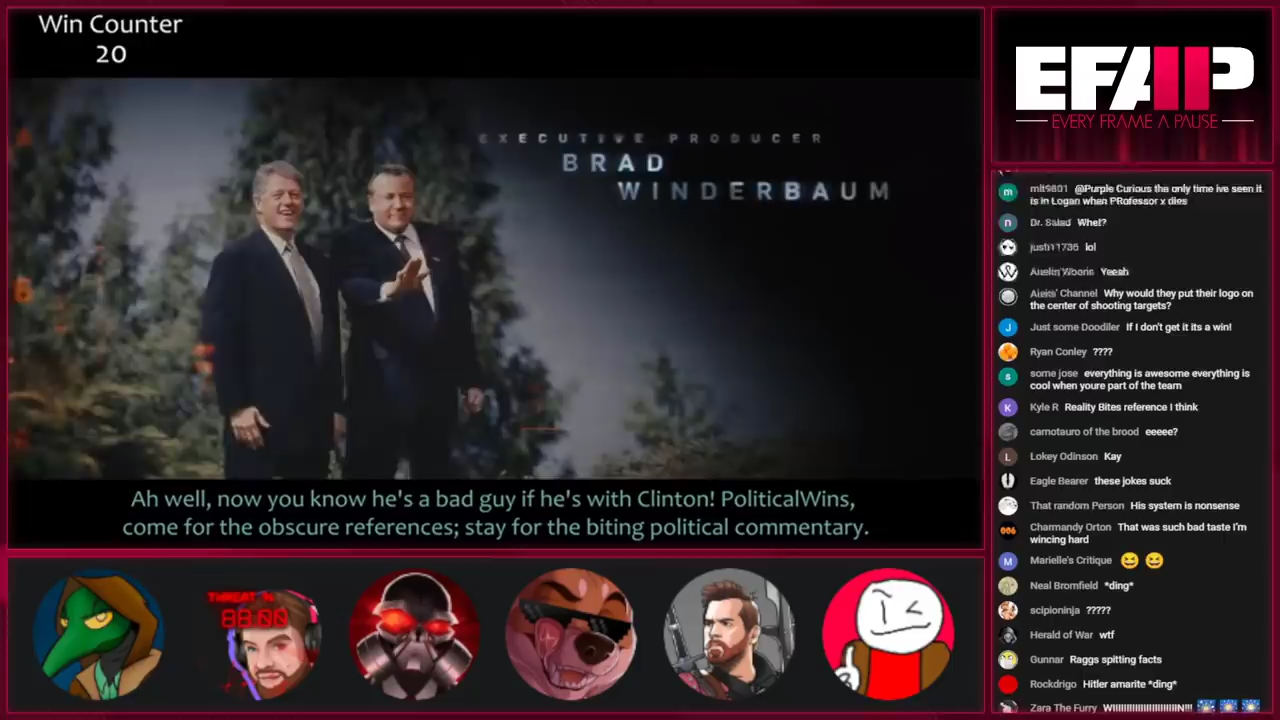 Win Counter
20
EXECUTIVE PRODUCER
BRAD
WINDERBAUM
Ah well, now you know he's a bad guy if he's with Clinton! PoliticalWins,
come for the obscure references; stay for the biting political commentary.
88:00
EFAP
EVERY FRAME A PAUSE
mlt9801 @Purple Curious the only time ive seen it
is in Logan when PRofessor x dies
Dr. Salad Whel?
justn1736 lol
Yeeah
Channel Why would they put their logo on
the center of shooting targets?
Just some Doodiler If I don't get it its a win!
Ryan Conley ????
some jose everything is awesome everything is
cool when youre part of the team
Kyle R Reality Bites reference I think
carnotauro of the brood eeeee?
Lokey Odinson Kay
Eagle Bearer these jokes suck
That random Person His system is nonsense
Charmandy Orton That was such bad taste I'm
wincing hard
Marielle's Critique
Neal Bromfield *ding*
scipioninja ?????
Herald of War wtf
Gunnar Raggs spitting facts
Rockdrigo Hitler amarite *ding*
Zara The Furry